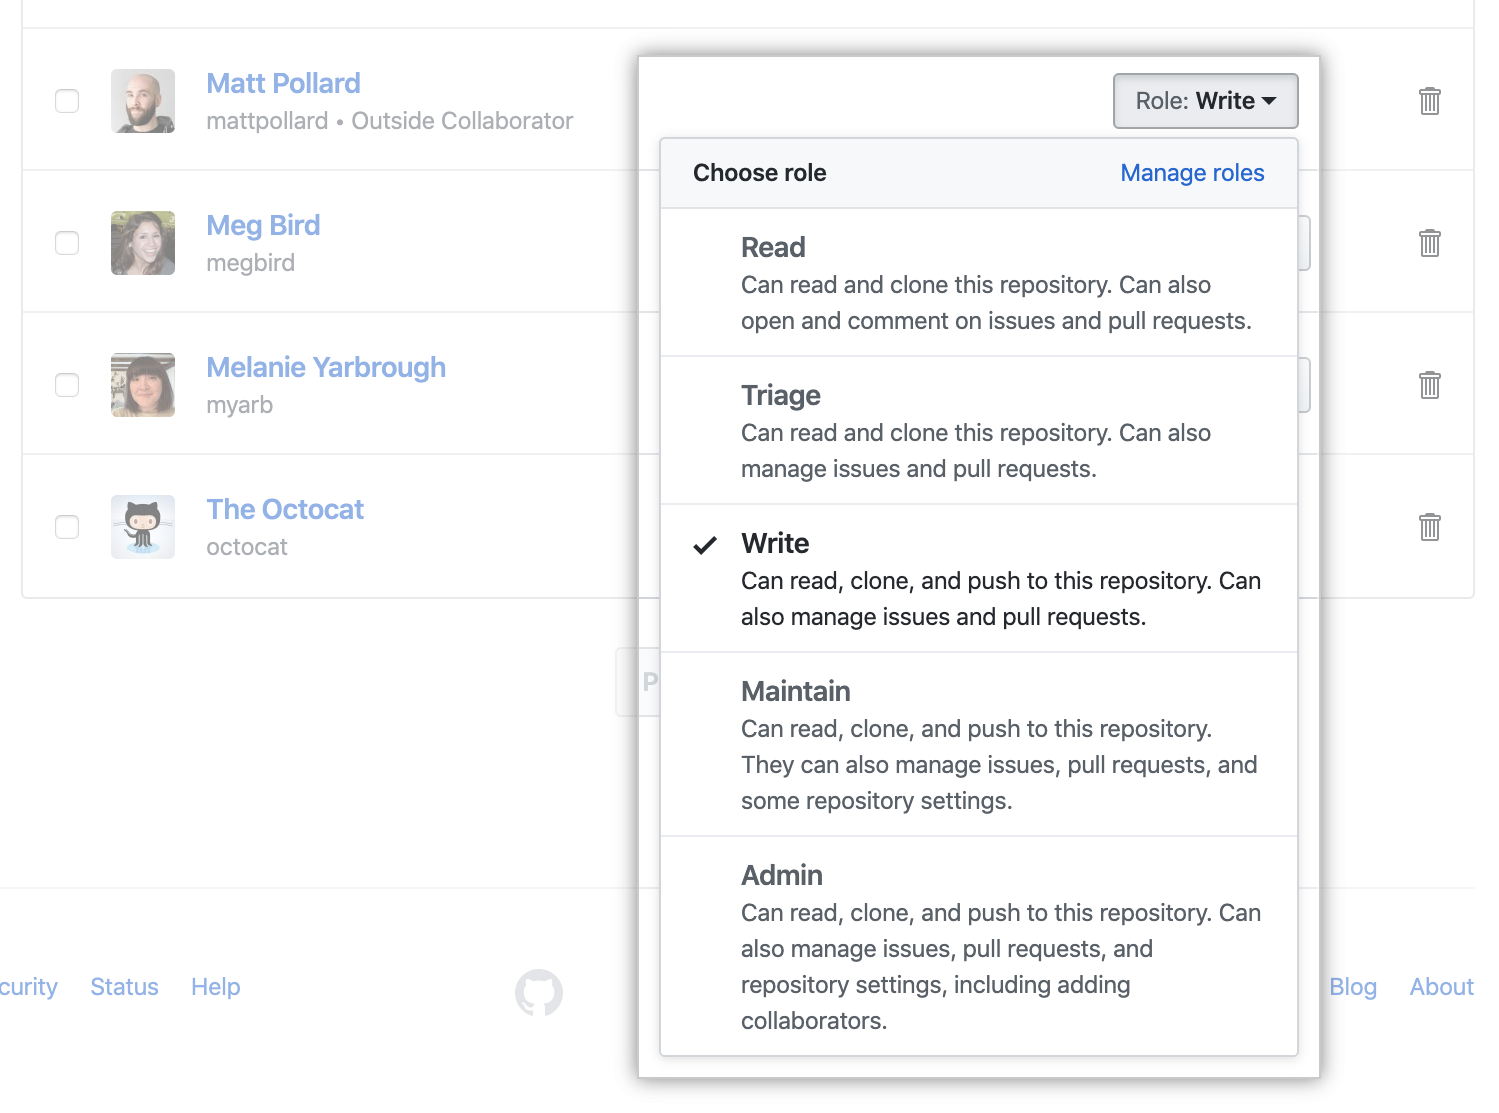 Matt Pollard
mattpollard • Outside Collaborator
Role: Write
Choose role
Manage roles
Meg Bird
megbird
Read
Can read and clone this repository. Can also
open and comment on issues and pull requests.
Melanie Yarbrough
myarb
Triage
Can read and clone this repository. Can also
manage issues and pull requests.
The Octocat
octocat
Write
Can read, clone, and push to this repository. Can
also manage issues and pull requests.
P
Maintain
Can read, clone, and push to this repository.
They can also manage issues, pull requests, and
some repository settings.
Admin
Can read, clone, and push to this repository. Can
also manage issues, pull requests, and
repository settings, including adding
collaborators.
curity
Status
Help
Blog
About